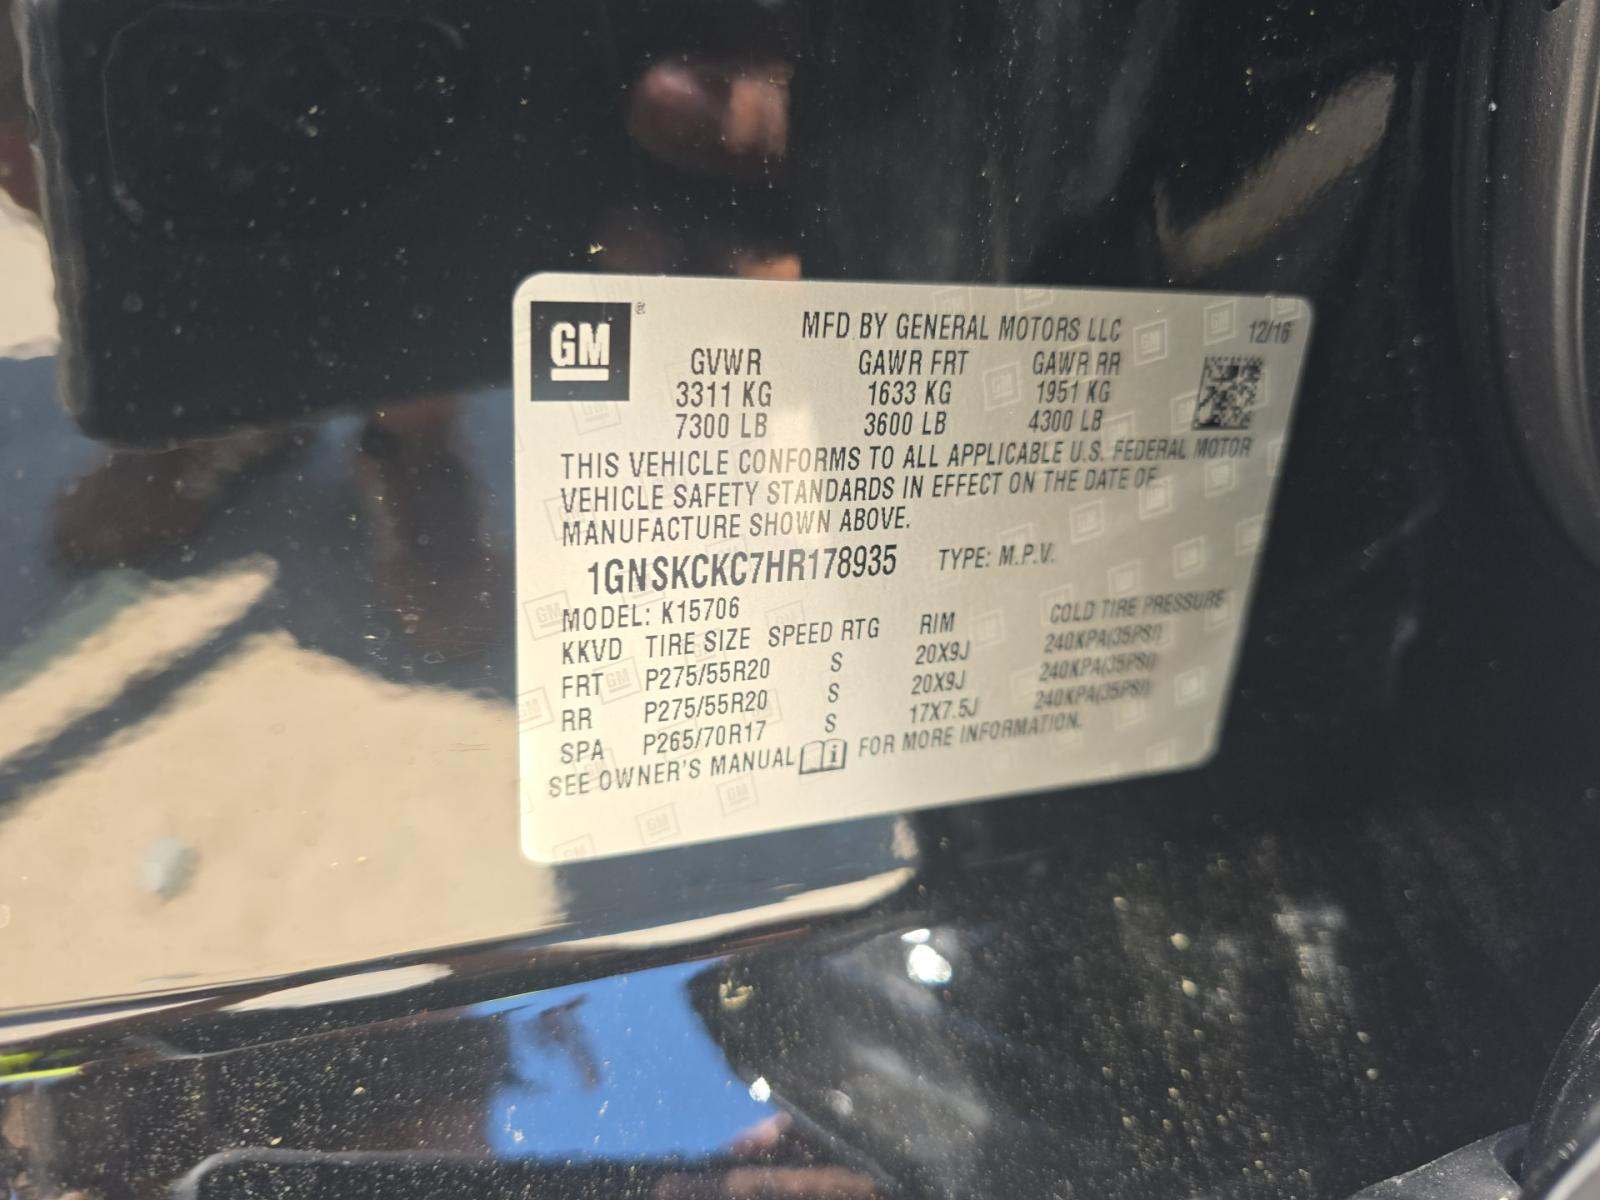 GM ®
MFD BY GENERAL MOTORS LLC 12/16
GVWR GAWR FRT GAWR RR
3311 KG 1633 KG 1951 KG
7300 LB 3600 LB 4300 LB
THIS VEHICLE CONFORMS TO ALL APPLICABLE U.S. FEDERAL MOTOR
VEHICLE SAFETY STANDARDS IN EFFECT ON THE DATE OF
MANUFACTURE SHOWN ABOVE.
1GNSKCKC7HR178935 TYPE: M.P.V.
MODEL: K15706
KKVD TIRE SIZE SPEED RTG RIM COLD TIRE PRESSURE
FRT P275/55R20 S 20X9J 240KPA(35PSI)
RR P275/55R20 S 20X9J 240KPA(35PSI)
SPA P265/70R17 S 17X7.5J 240KPA(35PSI)
SEE OWNER'S MANUAL FOR MORE INFORMATION.